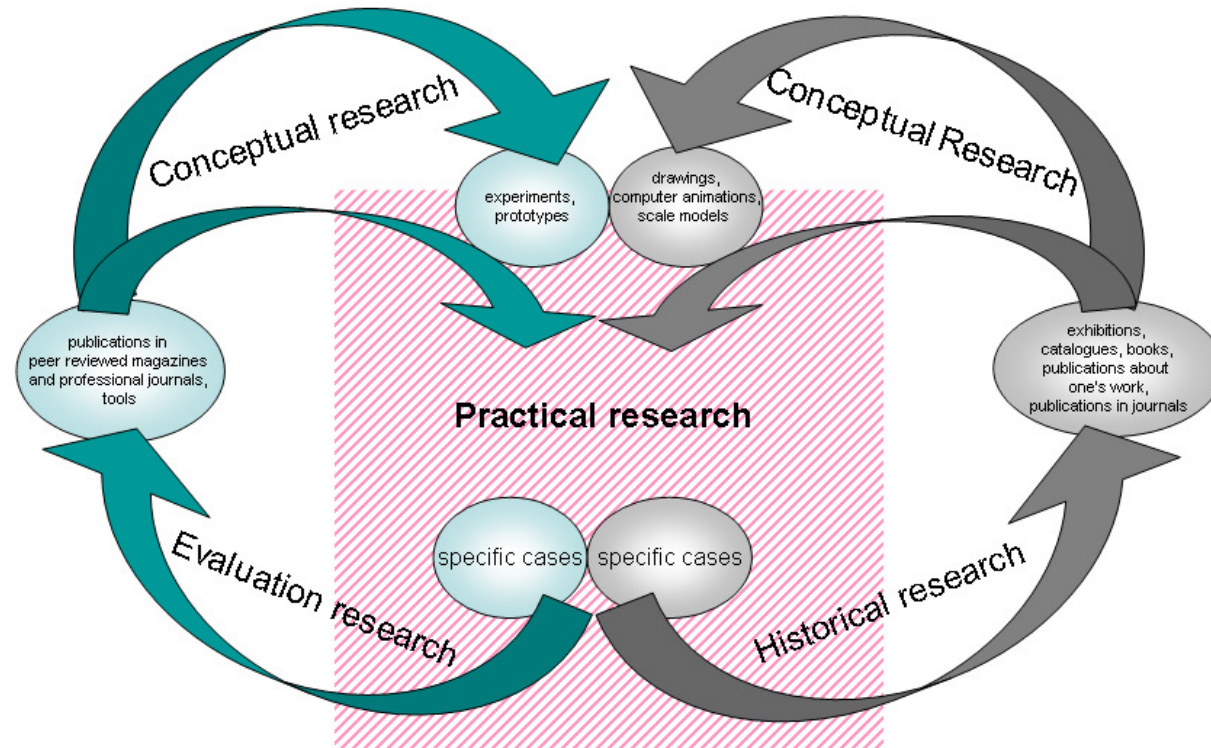 Conceptual research
Conceptual Research
experiments,
prototypes
drawings,
computer animations,
scale models
publications in
peer reviewed magazines
and professional journals,
tools
exhibitions,
catalogues, books,
publications about
one's work,
publications in journals
Practical research
specific cases
specific cases
Evaluation research
Historical research